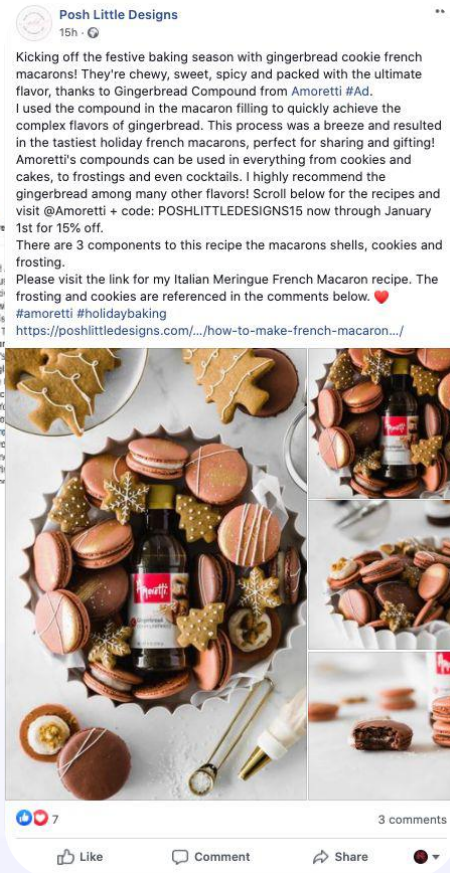 Posh Little Designs
15h ·
Kicking off the festive baking season with gingerbread cookie french
macarons! They're chewy, sweet, spicy and packed with the ultimate
flavor, thanks to Gingerbread Compound from Amoretti #Ad.
I used the compound in the macaron filling to quickly achieve the
complex flavors of gingerbread. This process was a breeze and resulted
in the tastiest holiday french macarons, perfect for sharing and gifting!
Amoretti's compounds can be used in everything from cookies and
cakes, to frostings and even cocktails. I highly recommend the
gingerbread among many other flavors! Scroll below for the recipes and
visit @Amoretti + code: POSHLITTLEDESIGNS15 now through January
1st for 15% off.
There are 3 components to this recipe the macarons shells, cookies and
frosting.
Please visit the link for my Italian Meringue French Macaron recipe. The
frosting and cookies are referenced in the comments below. ❤️
#amoretti #holidaybaking
https://poshlittledesigns.com/.../how-to-make-french-macaron.../
Amoretti
Gingerbread
7
3 comments
Like
Comment
Share